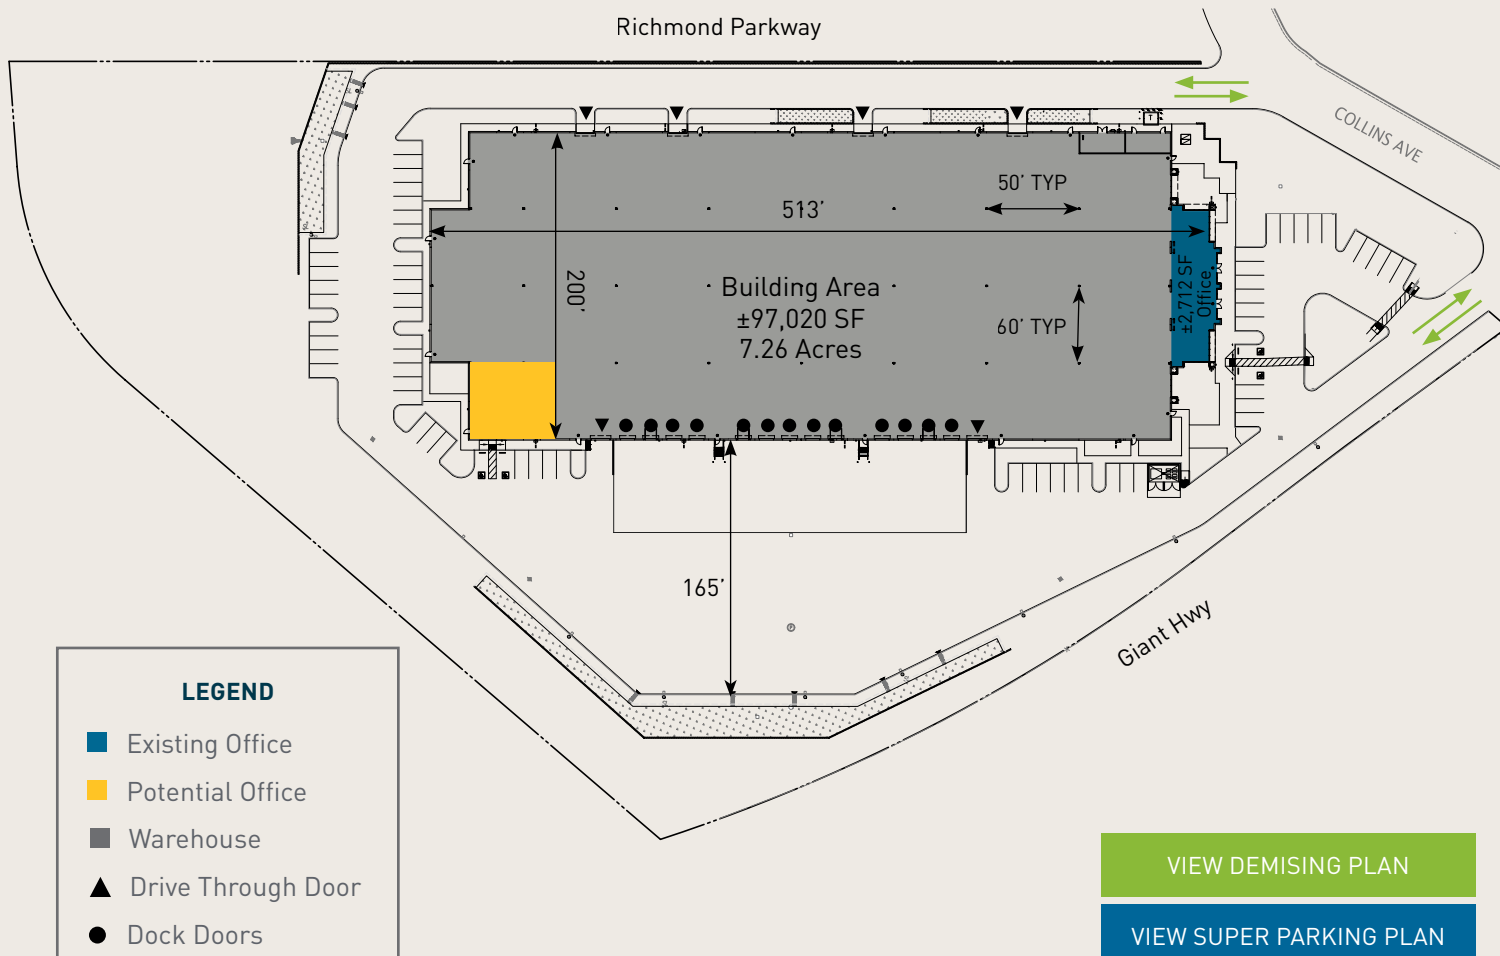 Richmond Parkway
COLLINS AVE
50' TYP
513'
200'
Building Area
±97,020 SF
7.26 Acres
60' TYP
±2,712 SF
Office
165'
Giant Hwy
LEGEND
Existing Office
Potential Office
Warehouse
Drive Through Door
Dock Doors
VIEW DEMISING PLAN
VIEW SUPER PARKING PLAN